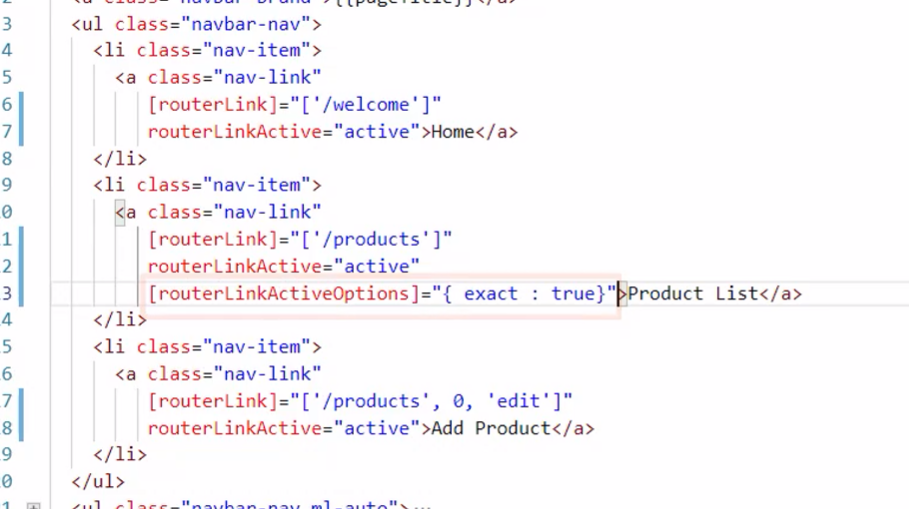 2 <a class="navbar-brand">{{pageTitle}}</a>
3 <ul class="navbar-nav">
4 <li class="nav-item">
5 <a class="nav-link"
6 [routerLink]="['/welcome']"
7 routerLinkActive="active">Home</a>
8 </li>
9 <li class="nav-item">
0 <a class="nav-link"
1 [routerLink]="['/products']"
2 routerLinkActive="active"
3 [routerLinkActiveOptions]="{ exact : true}">Product List</a>
4 </li>
5 <li class="nav-item">
6 <a class="nav-link"
7 [routerLink]="['/products', 0, 'edit']"
8 routerLinkActive="active">Add Product</a>
9 </li>
0 </ul>
1 <ul class="navbar-nav ml-auto">…